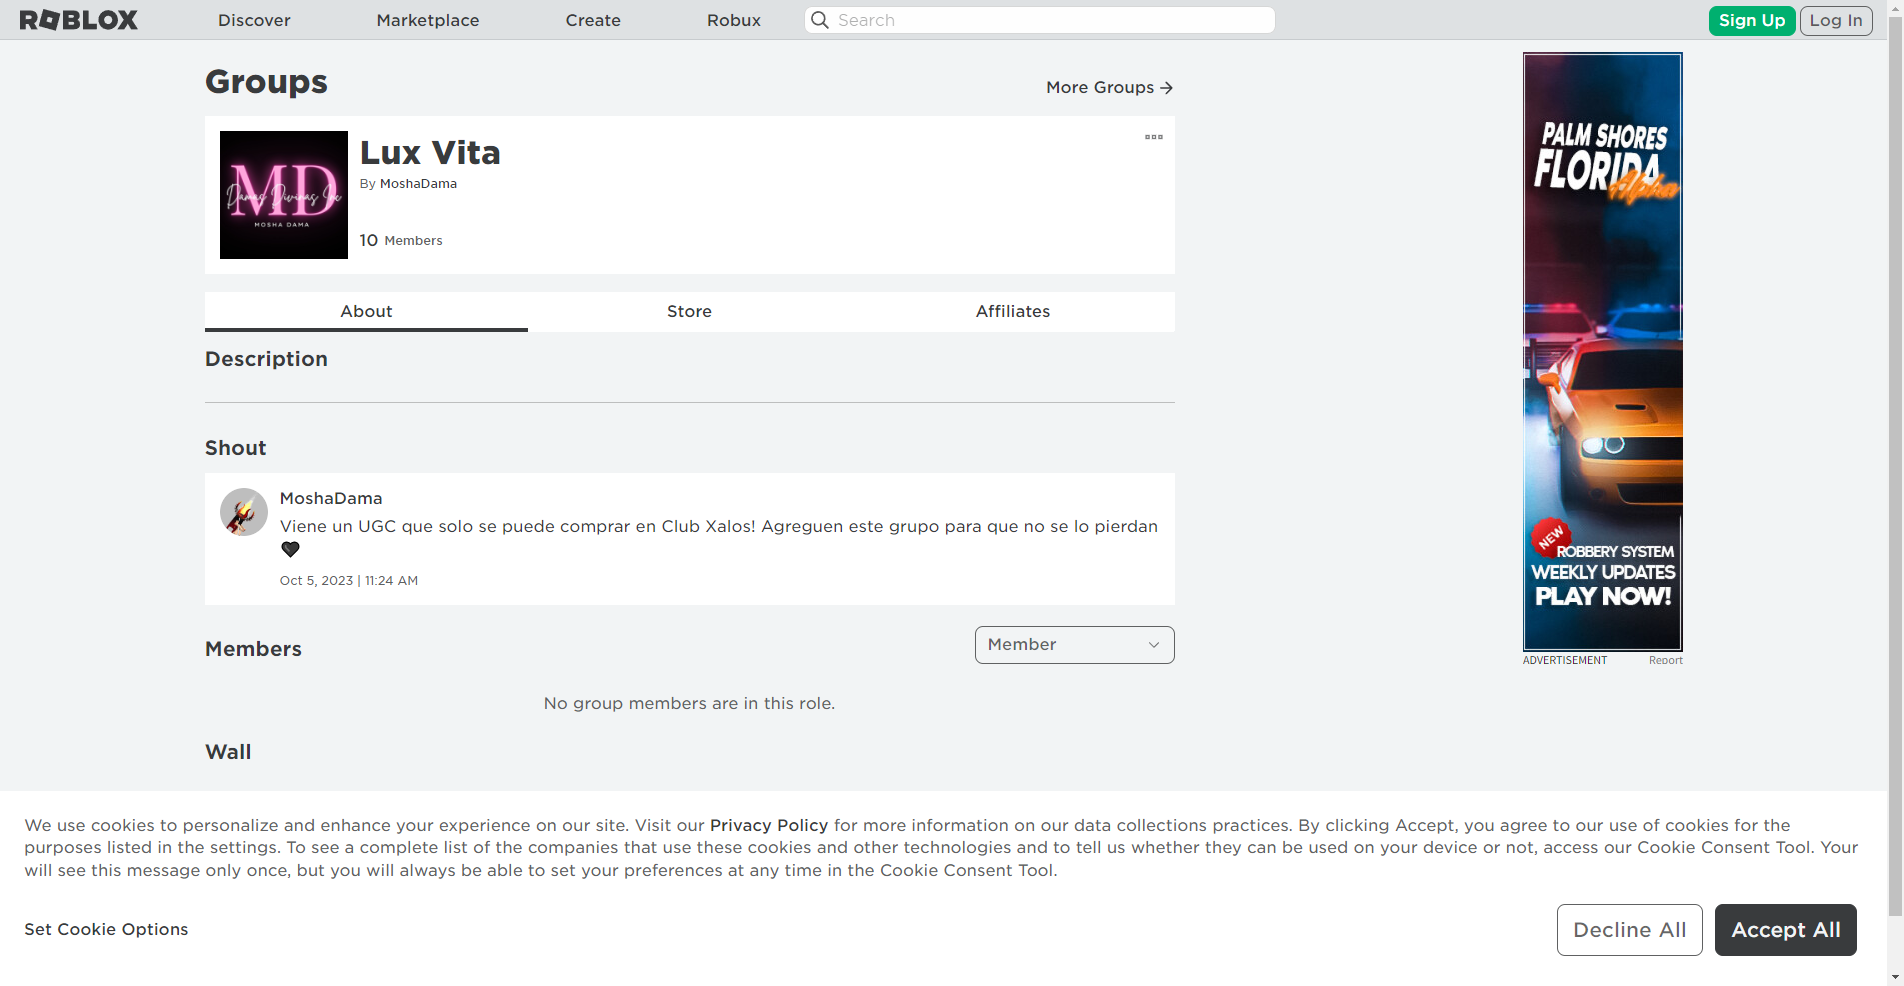 ROBLOX
Discover
Marketplace
Create
Robux
Search
Sign Up
Log In
Groups
More Groups
MD
Damas Divinas Inc
MOSHA DAMA
Lux Vita
By MoshaDama
10 Members
About
Store
Affiliates
Description
Shout
MoshaDama
Viene un UGC que solo se puede comprar en Club Xalos! Agreguen este grupo para que no se lo pierdan
🖤
Oct 5, 2023 | 11:24 AM
Members
Member
No group members are in this role.
Wall
PALM SHORES
FLORIDA
Alpha
NEW
ROBBERY SYSTEM
WEEKLY UPDATES
PLAY NOW!
ADVERTISEMENT
Report
We use cookies to personalize and enhance your experience on our site. Visit our Privacy Policy for more information on our data collections practices. By clicking Accept, you agree to our use of cookies for the
purposes listed in the settings. To see a complete list of the companies that use these cookies and other technologies and to tell us whether they can be used on your device or not, access our Cookie Consent Tool. Your
will see this message only once, but you will always be able to set your preferences at any time in the Cookie Consent Tool.
Set Cookie Options
Decline All
Accept All